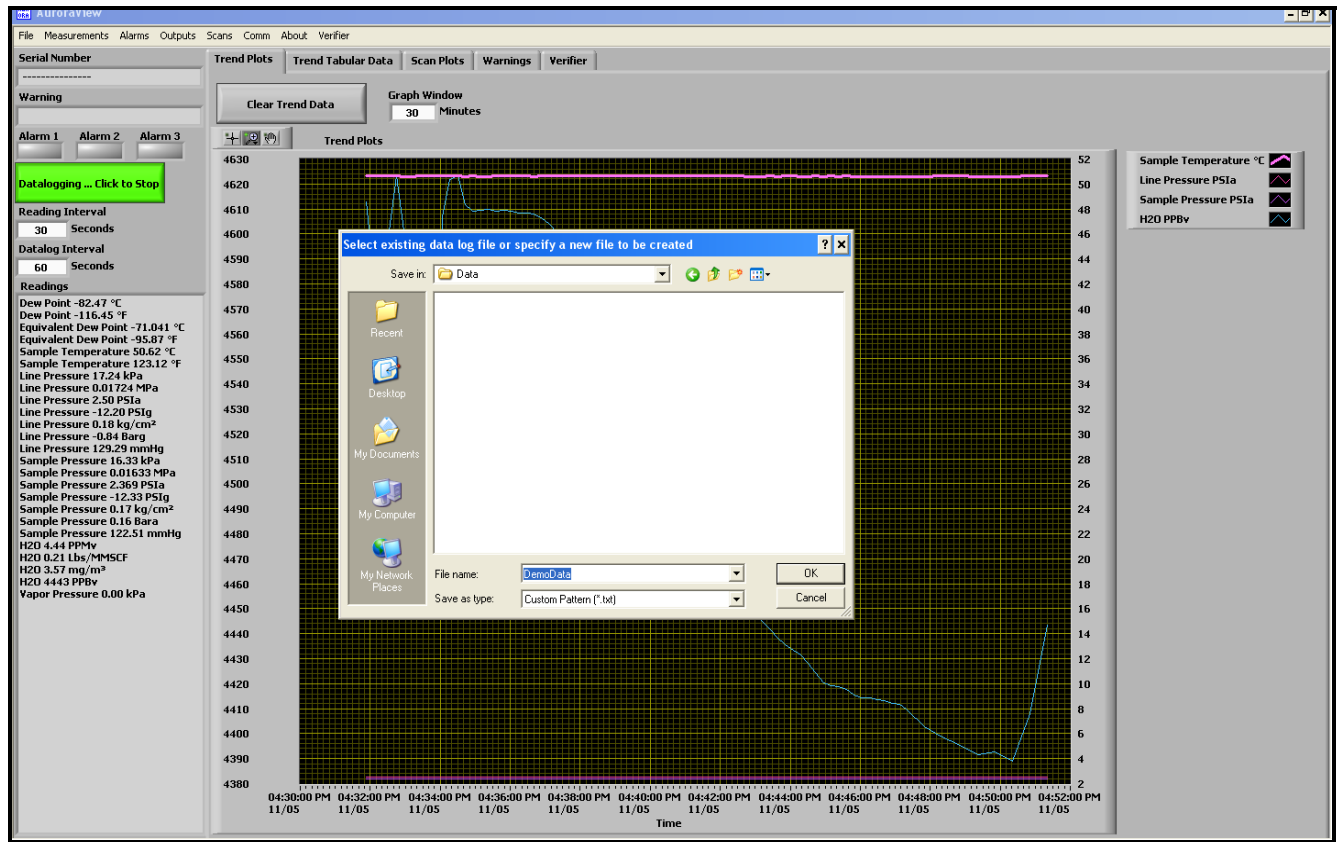 AuroraView
File Measurements Alarms Outputs Scans Comm About Verifier
Serial Number
---------------
Warning
Alarm 1 Alarm 2 Alarm 3
Datalogging ... Click to Stop
Reading Interval
30 Seconds
Datalog Interval
60 Seconds
Readings
Dew Point -82.47 °C
Dew Point -116.45 °F
Equivalent Dew Point -71.041 °C
Equivalent Dew Point -95.87 °F
Sample Temperature 50.62 °C
Sample Temperature 123.12 °F
Line Pressure 17.24 kPa
Line Pressure 0.01724 MPa
Line Pressure 2.50 PSIa
Line Pressure -12.20 PSIg
Line Pressure 0.18 kg/cm²
Line Pressure -0.84 Barg
Line Pressure 129.29 mmHg
Sample Pressure 16.33 kPa
Sample Pressure 0.01633 MPa
Sample Pressure 2.369 PSIa
Sample Pressure -12.33 PSIg
Sample Pressure 0.17 kg/cm²
Sample Pressure 0.16 Bara
Sample Pressure 122.51 mmHg
H2O 4.44 PPMv
H2O 0.21 Lbs/MMSCF
H2O 3.57 mg/m³
H2O 4443 PPBv
Vapor Pressure 0.00 kPa
Trend Plots Trend Tabular Data Scan Plots Warnings Verifier
Clear Trend Data
Graph Window
30 Minutes
Trend Plots
4630
4620
4610
4600
4590
4580
4570
4560
4550
4540
4530
4520
4510
4500
4490
4480
4470
4460
4450
4440
4430
4420
4410
4400
4390
4380
Select existing data log file or specify a new file to be created
Save in: Data
Recent
Desktop
My Documents
My Computer
My Network
Places
File name: DemoData OK
Save as type: Custom Pattern (*.txt) Cancel
52
50
48
46
44
42
40
38
36
34
32
30
28
26
24
22
20
18
16
14
12
10
8
6
4
2
04:30:00 PM 04:32:00 PM 04:34:00 PM 04:36:00 PM 04:38:00 PM 04:40:00 PM 04:42:00 PM 04:44:00 PM 04:46:00 PM 04:48:00 PM 04:50:00 PM 04:52:00 PM
11/05 11/05 11/05 11/05 11/05 11/05 11/05 11/05 11/05 11/05 11/05 11/05
Time
Sample Temperature °C
Line Pressure PSIa
Sample Pressure PSIa
H2O PPBv